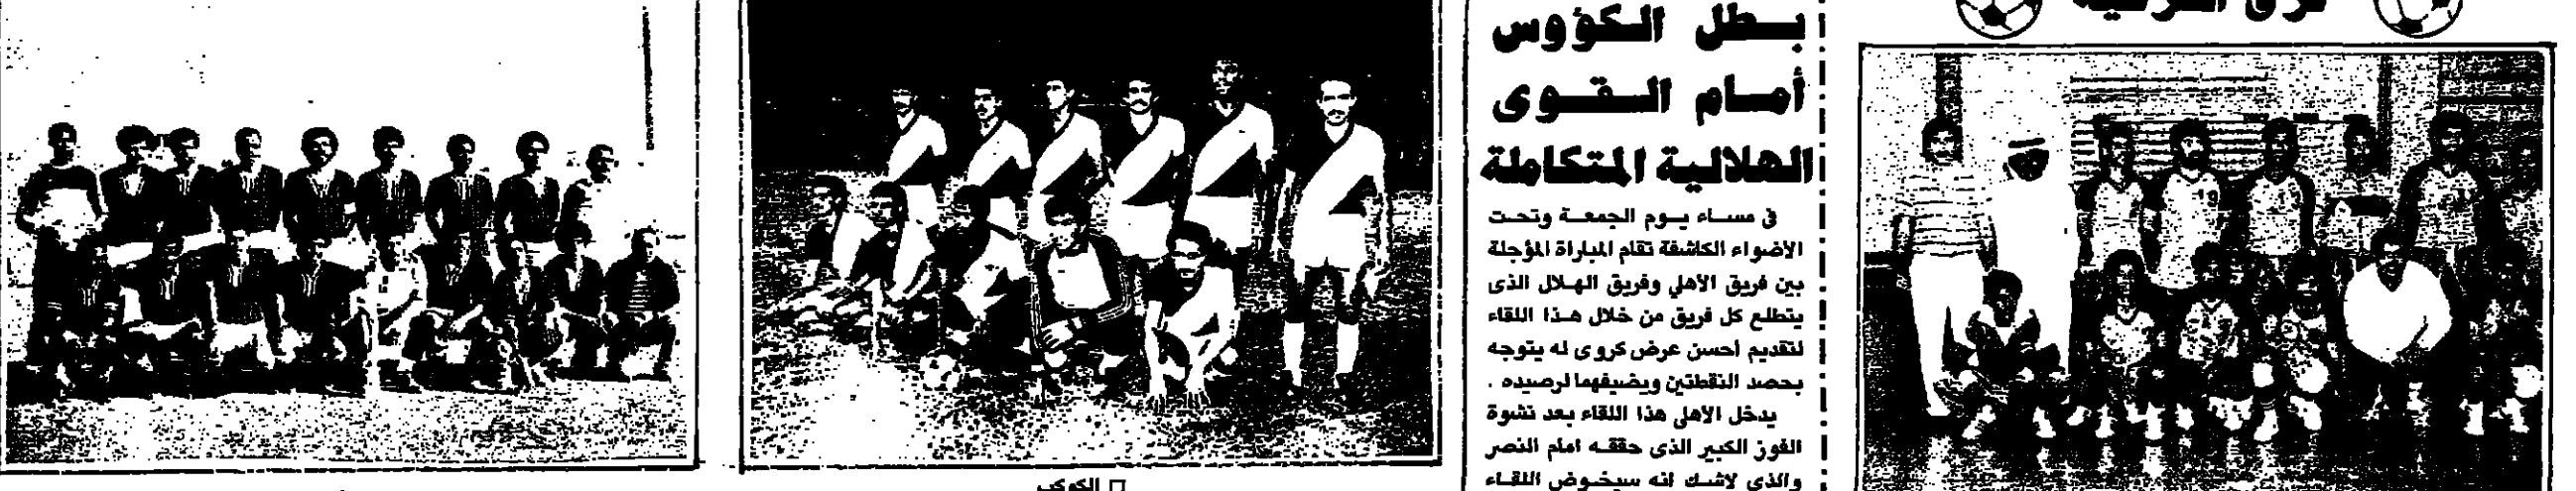 بطل الكؤوس
أمام القوى
الهلالية المتكاملة
في مساء يوم الجمعة وتحت
الأضواء الكاشفة تقام المباراة المؤجلة
بين فريق الأهلي وفريق الهلال الذى
يتطلع كل فريق من خلال هذا اللقاء
لتقديم أحسن عرض كروى له يتوجه
بحصد النقطتين ويضيفهما لرصيده .
يدخل الأهلى هذا اللقاء بعد نشوة
الفوز الكبير الذى حققه امام النصر
والذى لاشك انه سيخوض اللقاء
□ الكوكب